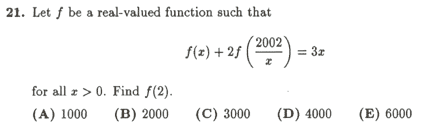 21. Let f be a real-valued function such that
f(x) + 2f(2002/x) = 3x
for all x > 0. Find f(2).
(A) 1000 (B) 2000 (C) 3000 (D) 4000 (E) 6000